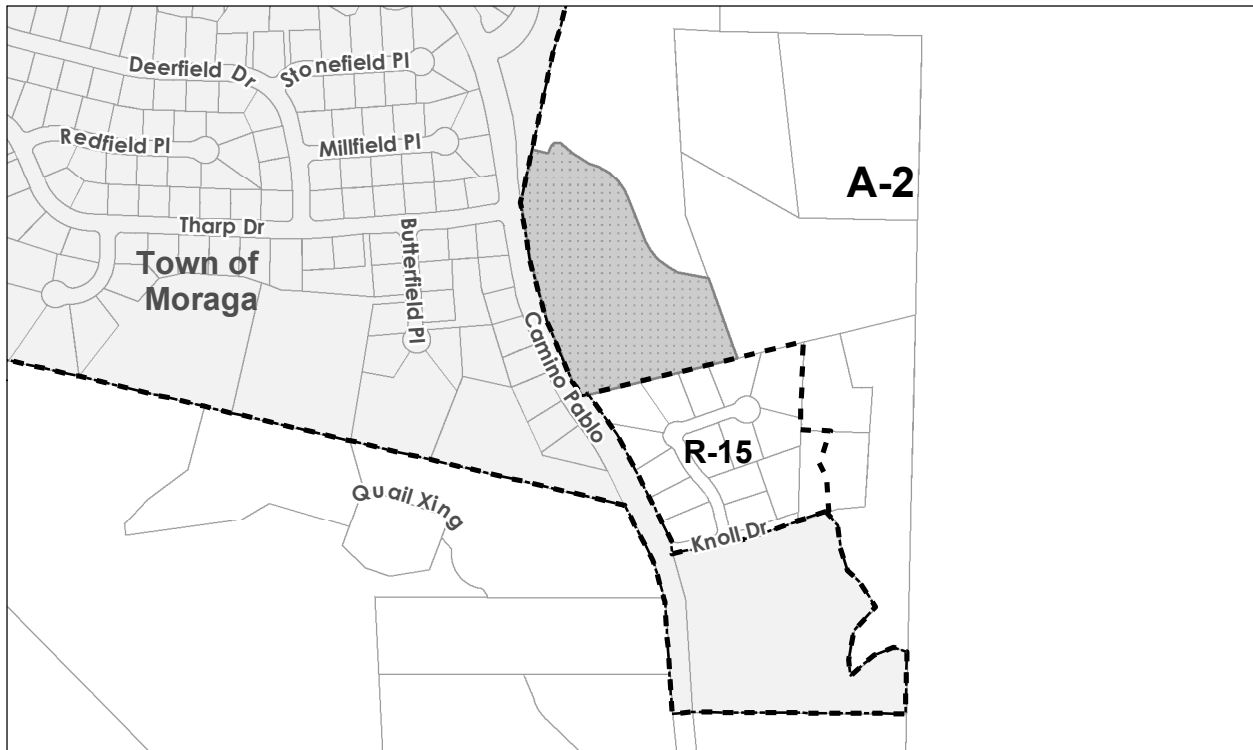 Deerfield Dr
Stonefield Pl
Redfield Pl
Millfield Pl
A-2
Tharp Dr
Butterfield Pl
Town of
Moraga
Camino Pablo
R-15
Quail Xing
Knoll Dr